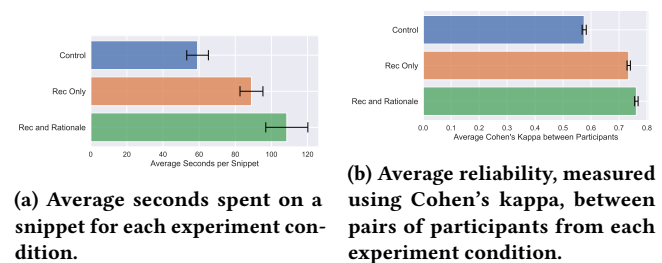 Control
Rec Only
Rec and Rationale
0 20 40 60 80 100 120
Average Seconds per Snippet
(a) Average seconds spent on a
snippet for each experiment con-
dition.
Control
Rec Only
Rec and Rationale
0.0 0.1 0.2 0.3 0.4 0.5 0.6 0.7 0.8
Average Cohen's Kappa between Participants
(b) Average reliability, measured
using Cohen's kappa, between
pairs of participants from each
experiment condition.